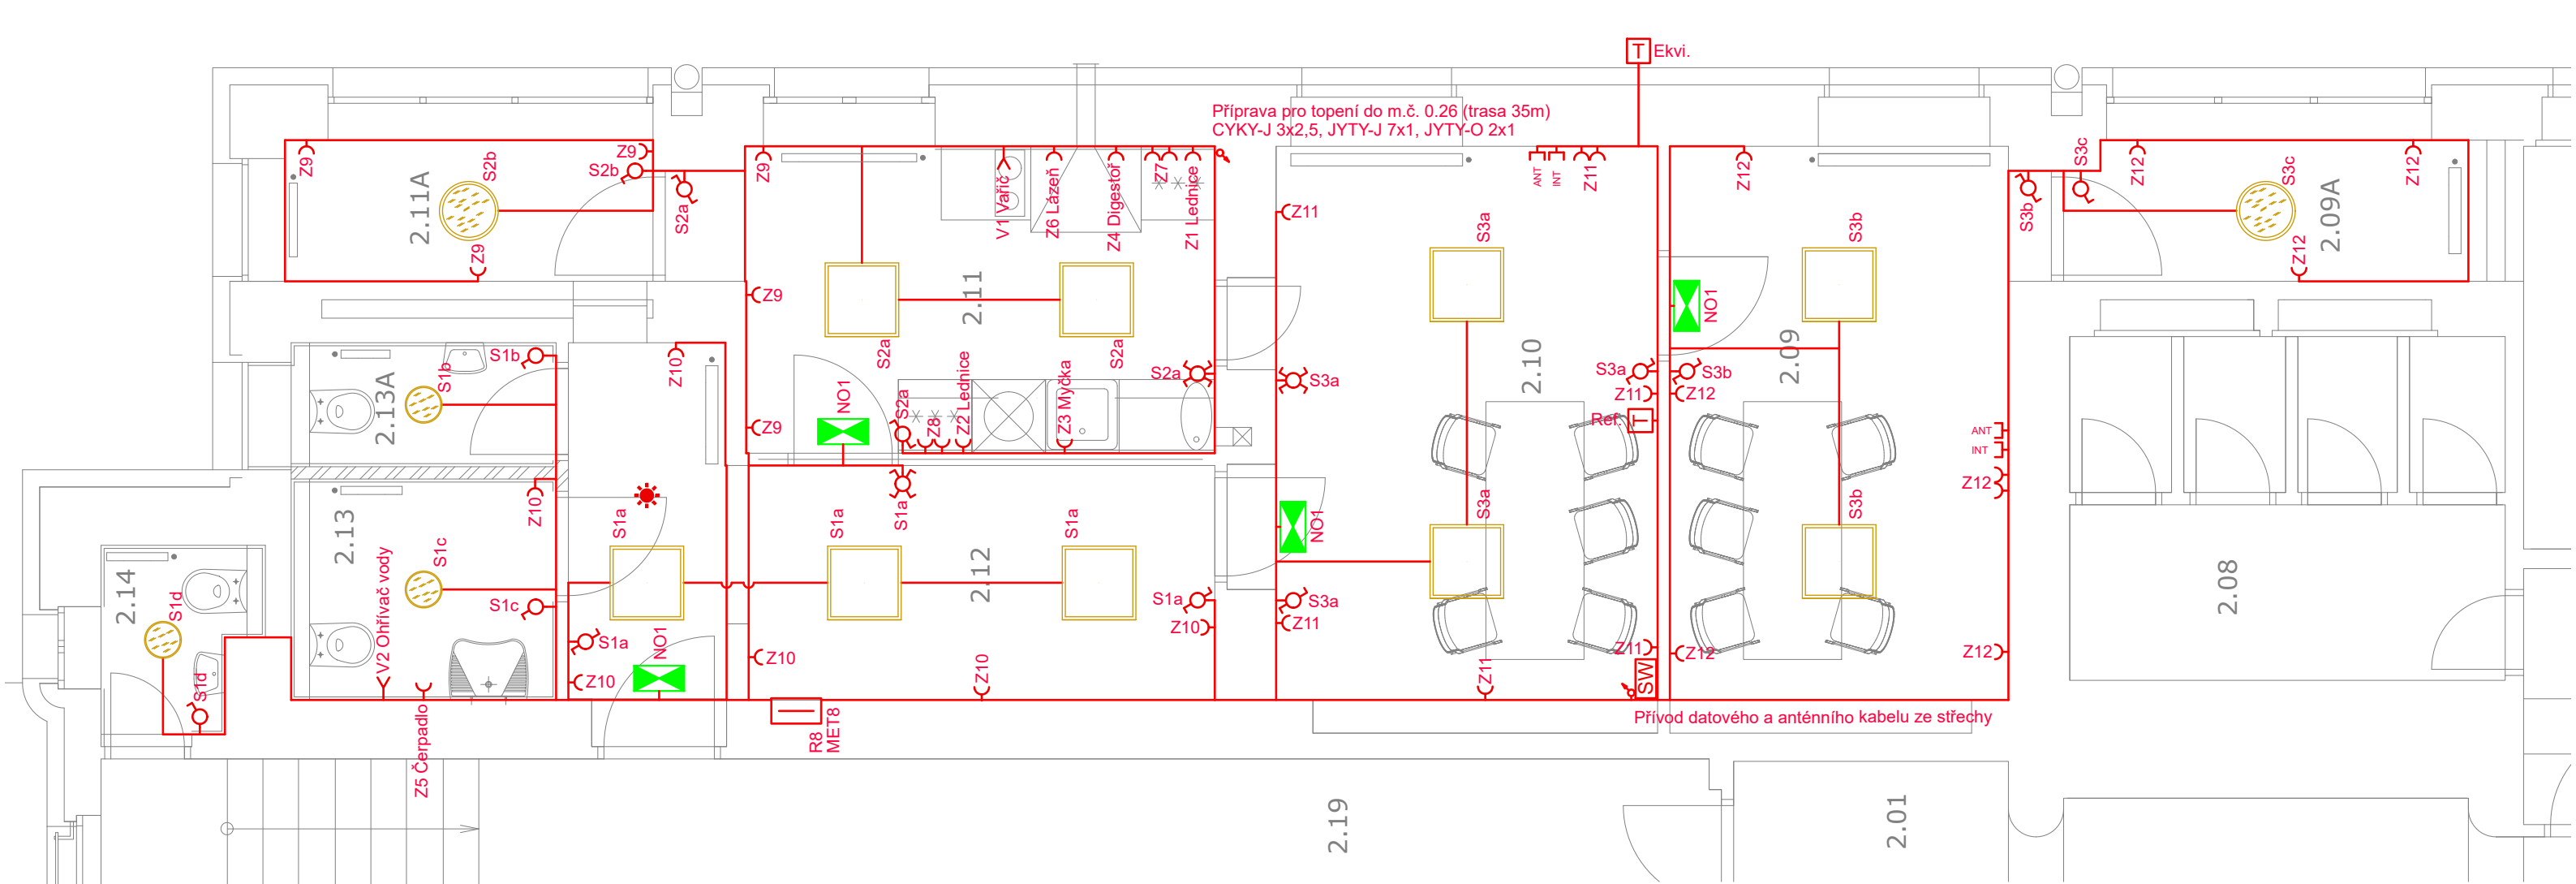 Ekvi.
T
Příprava pro topení do m.č. 0.26 (trasa 35m)
CYKY-J 3x2,5, JYTY-J 7x1, JYTY-O 2x1
Z9
S2b
Z9
S2b
S2a
2.11A
Z9
Z9
V1 Vařič
Z6 Lázeň
Z4 Digestoř
Z7
Z1 Lednice
Z9
2.11
S2a
S2a
S2a
Z9
NO1
S2a
Z8
Z2 Lednice
Z3 Myčka
Z11
ANT
INT
Z11
S3a
2.10
S3a
S3a
Z11
Ref.
T
NO1
S3a
S3a
Z11
Z11
Z11
SW
Z12
S3b
NO1
2.09
S3b
Z12
S3b
ANT
INT
Z12
Z12
Z12
S3b
S3c
Z12
S3c
Z12
2.09A
Z12
S1b
S1b
2.13A
Z10
Z10
2.13
S1c
S1c
V2 Ohřívač vody
Z5 Čerpadlo
2.14
S1d
S1d
S1a
S1a
Z10
NO1
S1a
S1a
S1a
2.12
S1a
Z10
Z10
Z10
R8
MET8
Přívod datového a anténního kabelu ze střechy
2.08
2.19
2.01